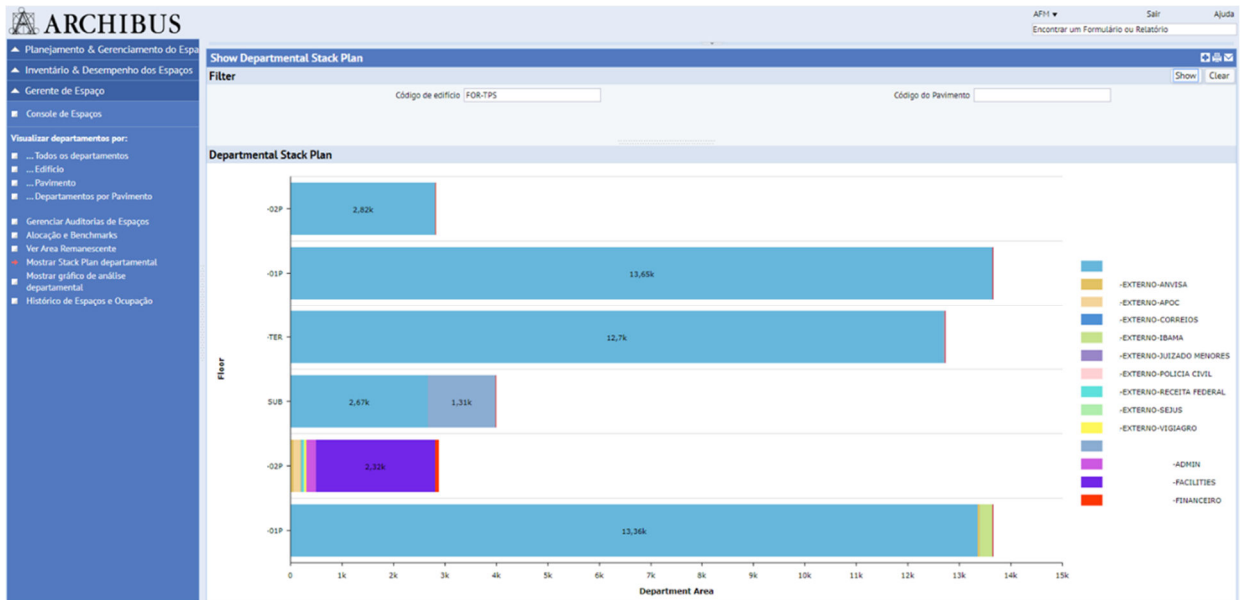 ARCHIBUS
AFM ▾ Sair Ajuda
Encontrar um Formulário ou Relatório
Planejamento & Gerenciamento do Espa
Inventário & Desempenho dos Espaços
Gerente de Espaço
Console de Espaços
Visualizar departamentos por:
... Todos os departamentos
... Edifício
... Pavimento
... Departamentos por Pavimento
Gerenciar Auditorias de Espaços
Alocação e Benchmarks
Ver Area Remanescente
Mostrar Stack Plan departamental
Mostrar gráfico de análise
departamental
Histórico de Espaços e Ocupação
Show Departmental Stack Plan
Filter Show Clear
Código de edifício FOR-TPS Código do Pavimento
Departmental Stack Plan
Floor
-02P 2,82k
-01P 13,65k
-TER 12,7k
SUB 2,67k 1,31k
-02P 2,33k
-01P 13,36k
0 1k 2k 3k 4k 5k 6k 7k 8k 9k 10k 11k 12k 13k 14k 15k
Department Area
-EXTERNO-ANVISA
-EXTERNO-APOC
-EXTERNO-CORREIOS
-EXTERNO-IBAMA
-EXTERNO-JUIZADO MENORES
-EXTERNO-POLICIA CIVIL
-EXTERNO-RECEITA FEDERAL
-EXTERNO-SEJUS
-EXTERNO-VIGIAGRO
-ADMIN
-FACILITIES
-FINANCEIRO